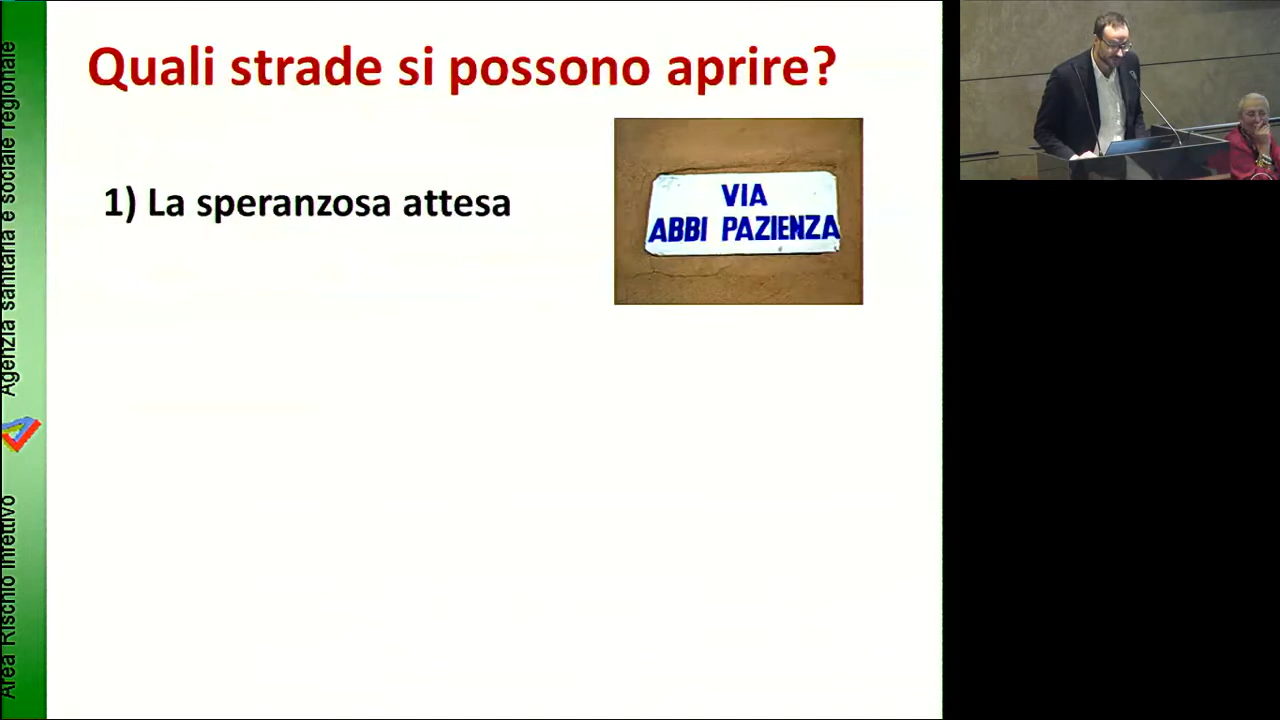 Quali strade si possono aprire?
1) La speranzosa attesa
VIA
ABBI PAZIENZA
Agenzia sanitaria e sociale regionale
Area Rischio Infettivo